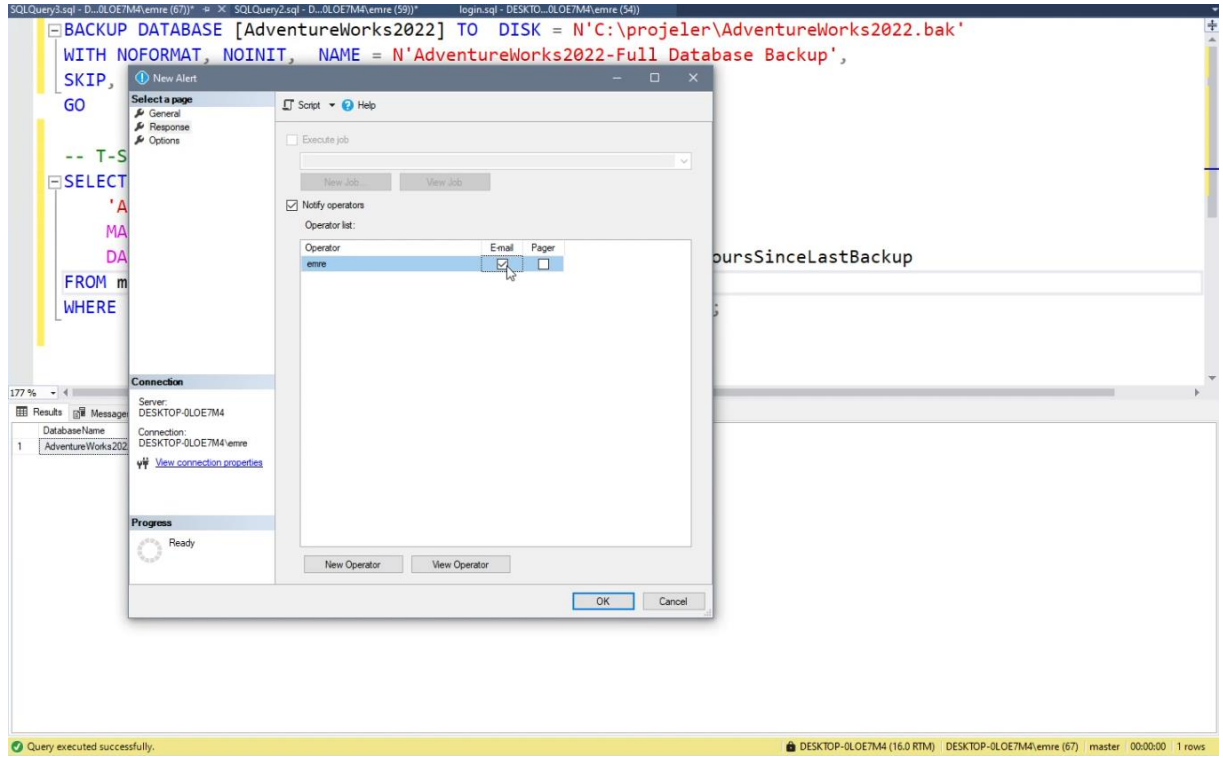 SQLQuery3.sql - D...0LOE7M4\emre (67))* SQLQuery2.sql - D...0LOE7M4\emre (59))* login.sql - DESKTO...0LOE7M4\emre (54))
BACKUP DATABASE [AdventureWorks2022] TO DISK = N'C:\projeler\AdventureWorks2022.bak'
WITH NOFORMAT, NOINIT, NAME = N'AdventureWorks2022-Full Database Backup',
SKIP,
GO
-- T-S
SELECT
'A
MA
DA oursSinceLastBackup
FROM m
WHERE ;
New Alert
Select a page
General
Response
Options
Script Help
Execute job
New Job... View Job
Notify operators
Operator list:
Operator E-mail Pager
emre
Connection
Server:
DESKTOP-0LOE7M4
Connection:
DESKTOP-0LOE7M4\emre
View connection properties
Progress
Ready
New Operator View Operator
OK Cancel
177 %
Results Message
DatabaseName
1 AdventureWorks202
Query executed successfully. DESKTOP-0LOE7M4 (16.0 RTM) DESKTOP-0LOE7M4\emre (67) master 00:00:00 1 rows